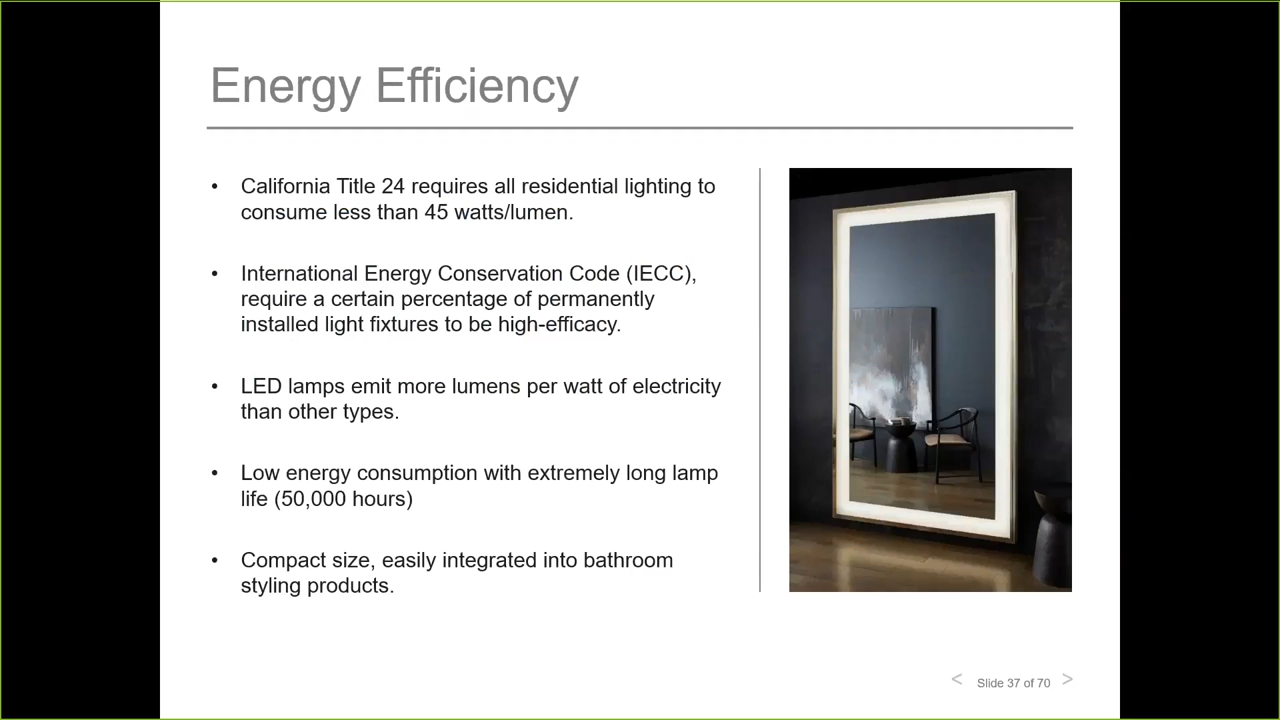 Energy Efficiency
• California Title 24 requires all residential lighting to
consume less than 45 watts/lumen.
• International Energy Conservation Code (IECC),
require a certain percentage of permanently
installed light fixtures to be high-efficacy.
• LED lamps emit more lumens per watt of electricity
than other types.
• Low energy consumption with extremely long lamp
life (50,000 hours)
• Compact size, easily integrated into bathroom
styling products.
< Slide 37 of 70 >